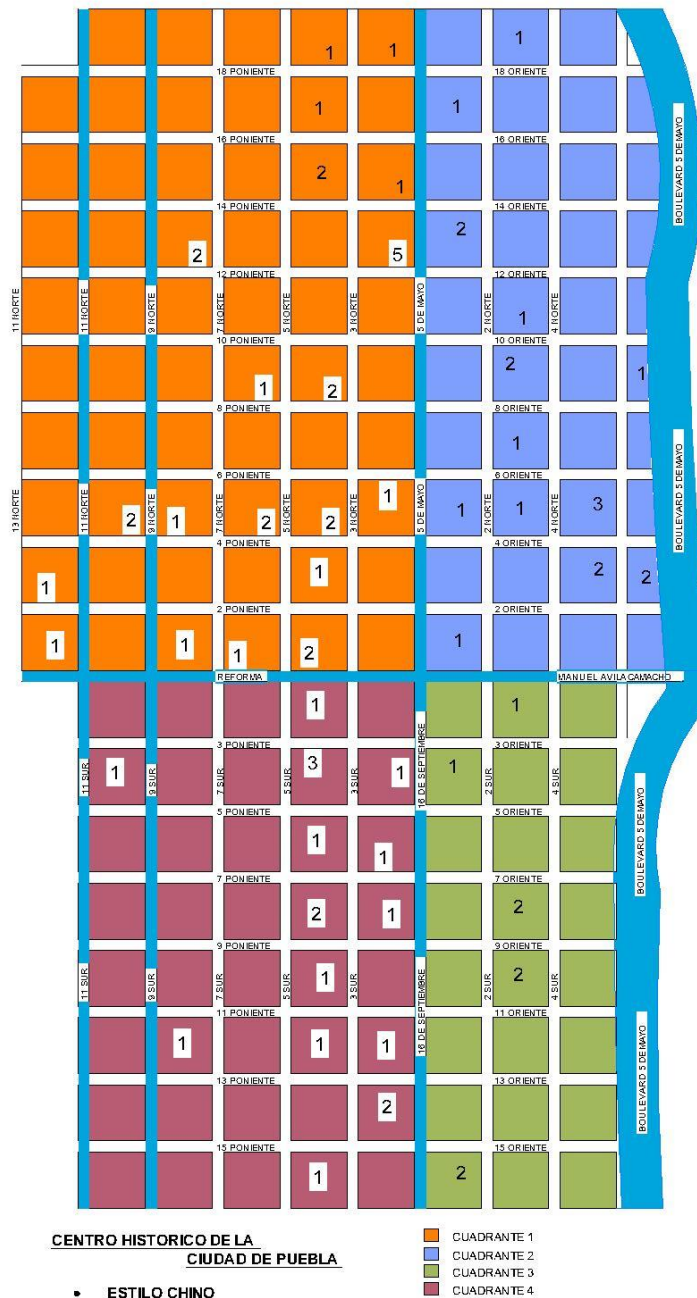 1
1 1
18 PONIENTE 18 ORIENTE
1 1
16 PONIENTE 16 ORIENTE
BOULEVARD 5 DE MAYO
2 1
14 PONIENTE 14 ORIENTE
2 5 2
12 PONIENTE 12 ORIENTE
11 NORTE 11 NORTE 9 NORTE 7 NORTE 5 NORTE 3 NORTE 5 DE MAYO 2 NORTE 4 NORTE
1
10 PONIENTE 10 ORIENTE
1 2 2 1
8 PONIENTE 8 ORIENTE
1
BOULEVARD 5 DE MAYO
6 PONIENTE 6 ORIENTE
13 NORTE 11 NORTE 9 NORTE 7 NORTE 5 NORTE 3 NORTE 5 DE MAYO 2 NORTE 4 NORTE
2 1 2 2 1 1 1 3
4 PONIENTE 4 ORIENTE
1 1 2 2
2 PONIENTE 2 ORIENTE
1 1 1 2 1
REFORMA MANUEL AVILA CAMACHO
1 1
3 PONIENTE 3 ORIENTE
11 SUR 9 SUR 7 SUR 5 SUR 3 SUR 16 DE SEPTIEMBRE 2 SUR 4 SUR
1 3 1 1
5 PONIENTE 5 ORIENTE
BOULEVARD 5 DE MAYO
1 1
7 PONIENTE 7 ORIENTE
2 1 2
9 PONIENTE 9 ORIENTE
11 SUR 9 SUR 7 SUR 5 SUR 3 SUR 16 DE SEPTIEMBRE 2 SUR 4 SUR
1 2
11 PONIENTE 11 ORIENTE
1 1 1
BOULEVARD 5 DE MAYO
13 PONIENTE 13 ORIENTE
2
15 PONIENTE 15 ORIENTE
1 2
CENTRO HISTORICO DE LA
CIUDAD DE PUEBLA
• ESTILO CHINO
CUADRANTE 1
CUADRANTE 2
CUADRANTE 3
CUADRANTE 4